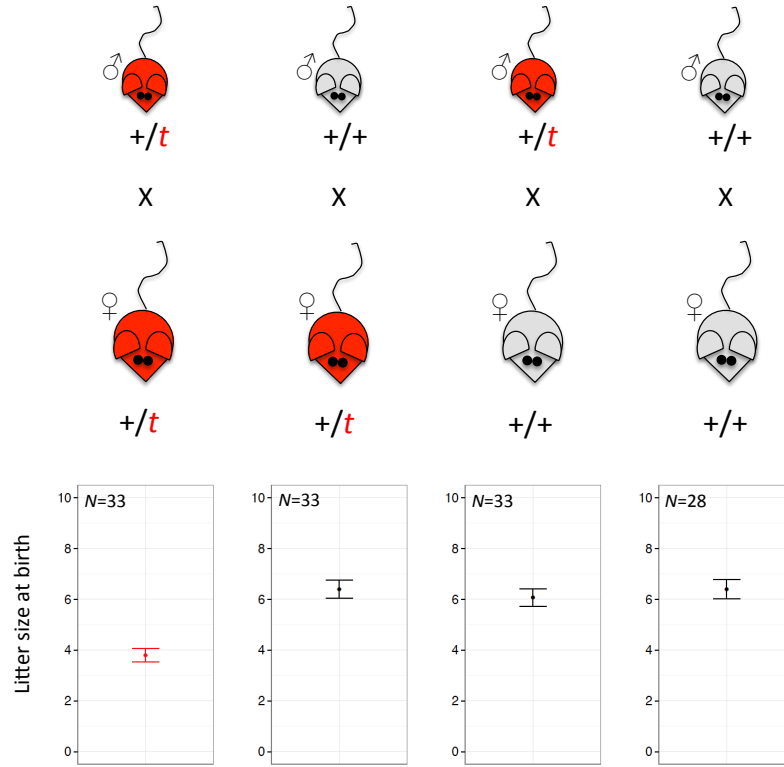 ♂ ♂ ♂ ♂
+/t +/+ +/t +/+
X X X X
♀ ♀ ♀ ♀
+/t +/t +/+ +/+
Litter size at birth
N=33
10
8
6
4
2
0
N=33
10
8
6
4
2
0
N=33
10
8
6
4
2
0
N=28
10
8
6
4
2
0